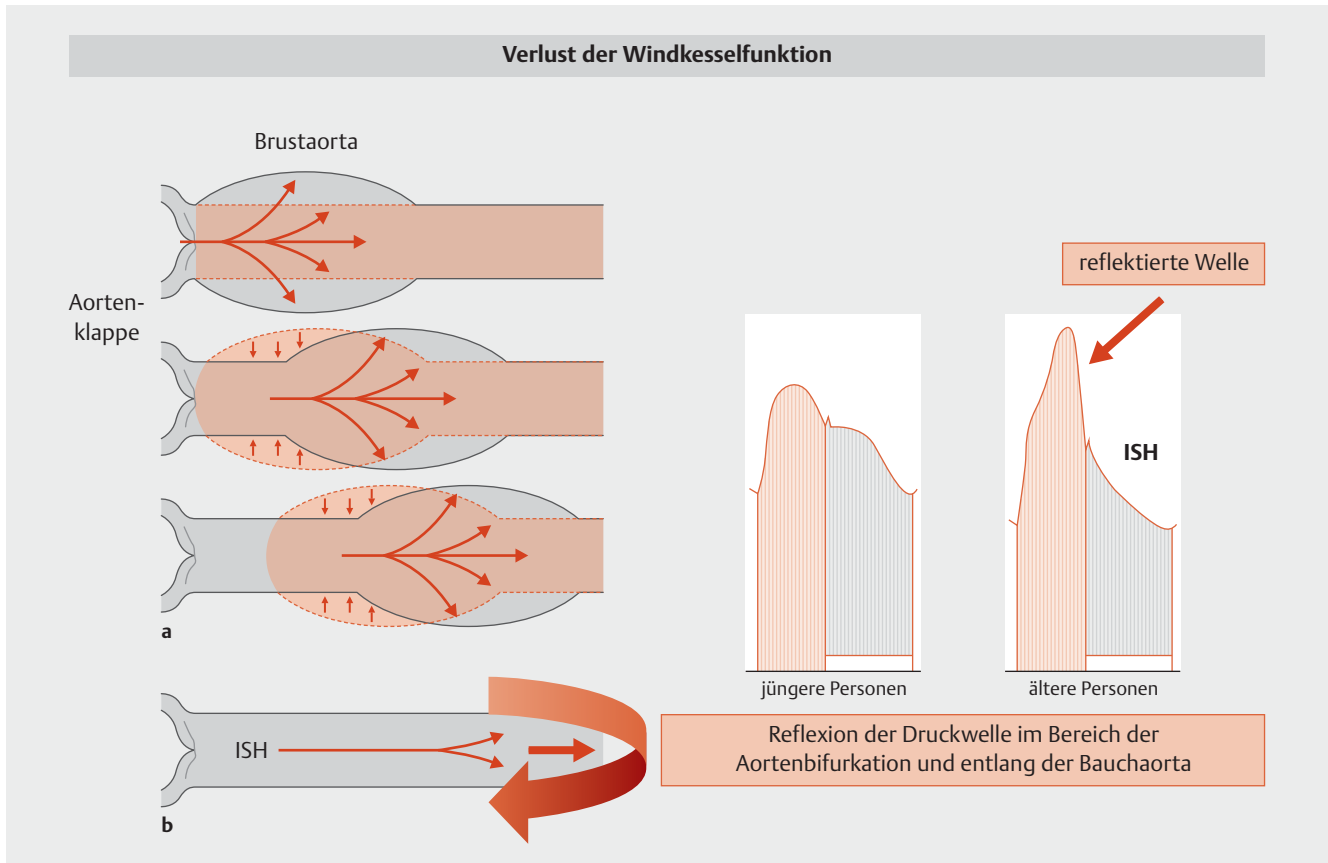 Verlust der Windkesselfunktion
Brustaorta
Aorten-
klappe
a
reflektierte Welle
ISH
jüngere Personen
ältere Personen
ISH
b
Reflexion der Druckwelle im Bereich der
Aortenbifurkation und entlang der Bauchaorta